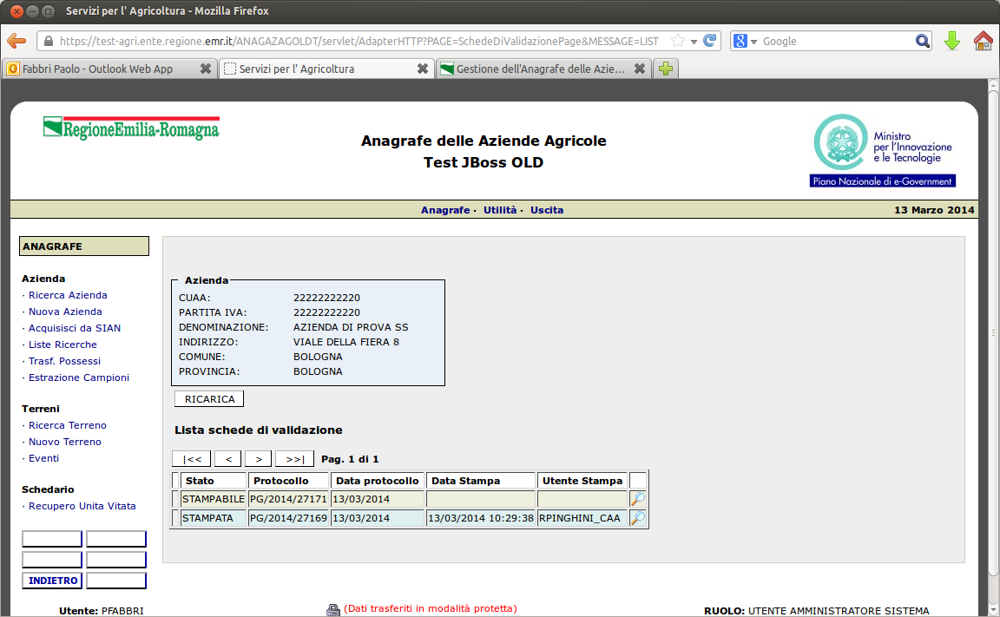 Servizi per l' Agricoltura - Mozilla Firefox
https://test-agri.ente.regione.emr.it/ANAGAZAGOLDT/servlet/AdapterHTTP?PAGE=SchedeDiValidazionePage&MESSAGE=LIST
Google
Fabbri Paolo - Outlook Web App
Servizi per l' Agricoltura
Gestione dell'Anagrafe delle Azie...
RegioneEmilia-Romagna
Anagrafe delle Aziende Agricole
Test JBoss OLD
Ministro
per l'Innovazione
e le Tecnologie
Piano Nazionale di e-Government
Anagrafe · Utilità · Uscita
13 Marzo 2014
ANAGRAFE
Azienda
· Ricerca Azienda
· Nuova Azienda
· Acquisisci da SIAN
· Liste Ricerche
· Trasf. Possessi
· Estrazione Campioni
Terreni
· Ricerca Terreno
· Nuovo Terreno
· Eventi
Schedario
· Recupero Unita Vitata
INDIETRO
Azienda
CUAA: 22222222220
PARTITA IVA: 22222222220
DENOMINAZIONE: AZIENDA DI PROVA SS
INDIRIZZO: VIALE DELLA FIERA 8
COMUNE: BOLOGNA
PROVINCIA: BOLOGNA
RICARICA
Lista schede di validazione
|<< < > >>| Pag. 1 di 1
Stato Protocollo Data protocollo Data Stampa Utente Stampa
STAMPABILE PG/2014/27171 13/03/2014
STAMPATA PG/2014/27169 13/03/2014 13/03/2014 10:29:38 RPINGHINI_CAA
Utente: PFABBRI
(Dati trasferiti in modalità protetta)
RUOLO: UTENTE AMMINISTRATORE SISTEMA